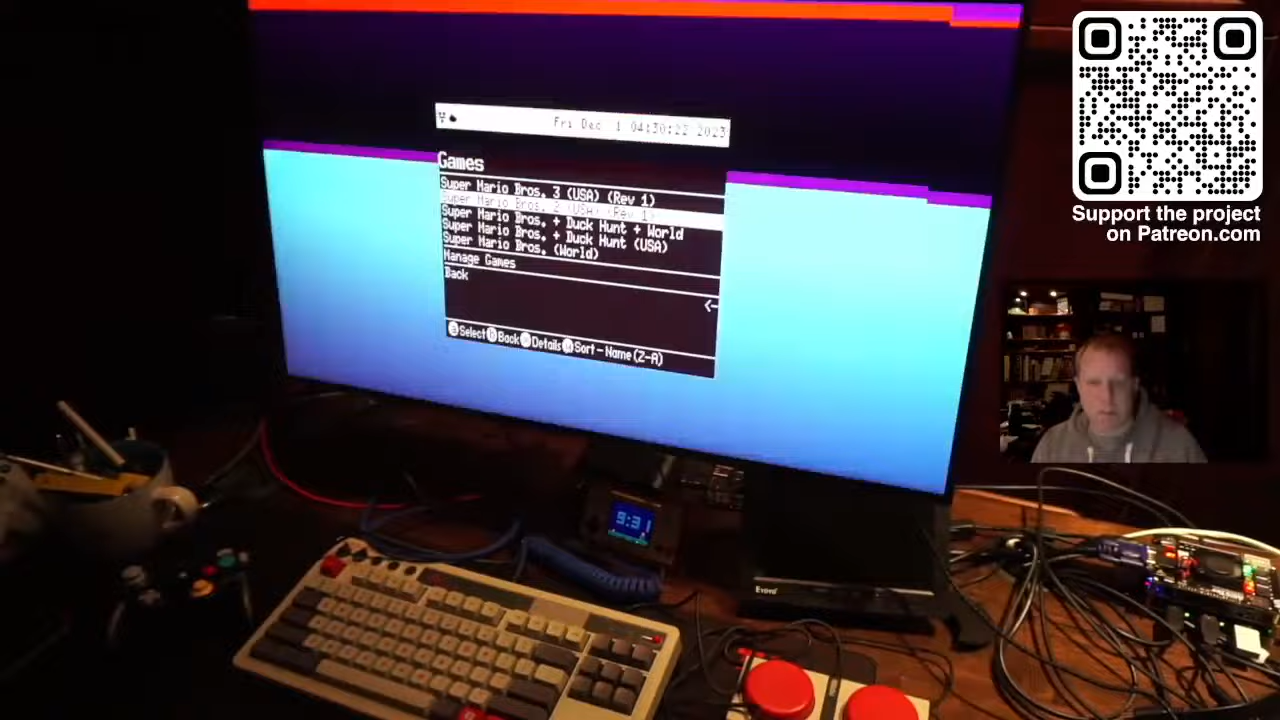 Fri Dec 1 04:30:22 2023
Games
Super Mario Bros. 3 (USA) (Rev 1)
Super Mario Bros. 2 (USA) (Rev 1)
Super Mario Bros. + Duck Hunt + World
Super Mario Bros. + Duck Hunt (USA)
Super Mario Bros. (World)
Manage Games
Back
Select Back Details Sort - Name (Z-A)
Support the project
on Patreon.com
9:31